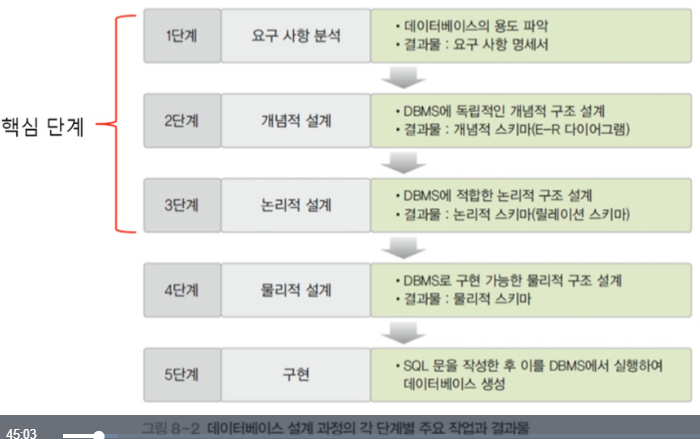 핵심 단계
1단계
요구 사항 분석
• 데이터베이스의 용도 파악
• 결과물 : 요구 사항 명세서
2단계
개념적 설계
• DBMS에 독립적인 개념적 구조 설계
• 결과물 : 개념적 스키마(E-R 다이어그램)
3단계
논리적 설계
• DBMS에 적합한 논리적 구조 설계
• 결과물 : 논리적 스키마(릴레이션 스키마)
4단계
물리적 설계
• DBMS로 구현 가능한 물리적 구조 설계
• 결과물 : 물리적 스키마
5단계
구현
• SQL 문을 작성한 후 이를 DBMS에서 실행하여
데이터베이스 생성
그림 8-2 데이터베이스 설계 과정의 각 단계별 주요 작업과 결과물
45:03